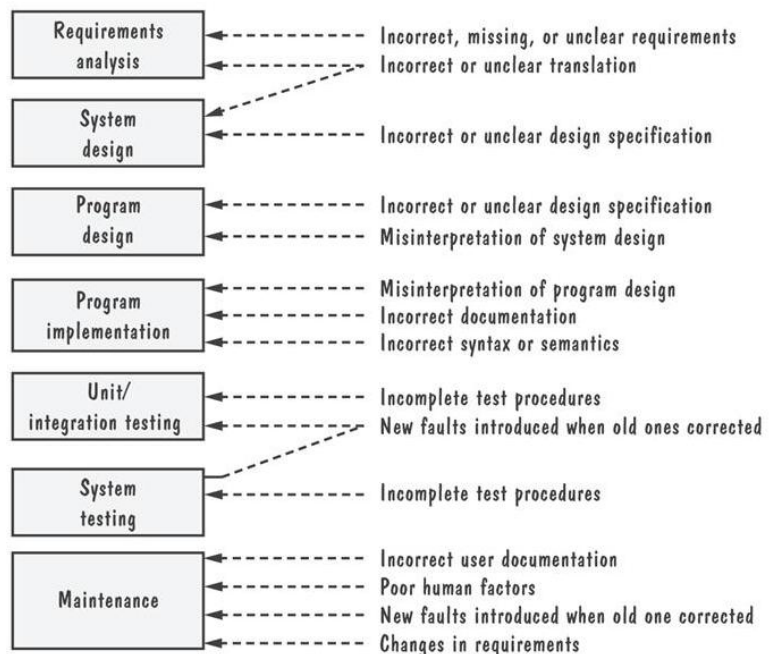 Requirements
analysis
Incorrect, missing, or unclear requirements
Incorrect or unclear translation
System
design
Incorrect or unclear design specification
Program
design
Incorrect or unclear design specification
Misinterpretation of system design
Program
implementation
Misinterpretation of program design
Incorrect documentation
Incorrect syntax or semantics
Unit/
integration testing
Incomplete test procedures
New faults introduced when old ones corrected
System
testing
Incomplete test procedures
Maintenance
Incorrect user documentation
Poor human factors
New faults introduced when old one corrected
Changes in requirements